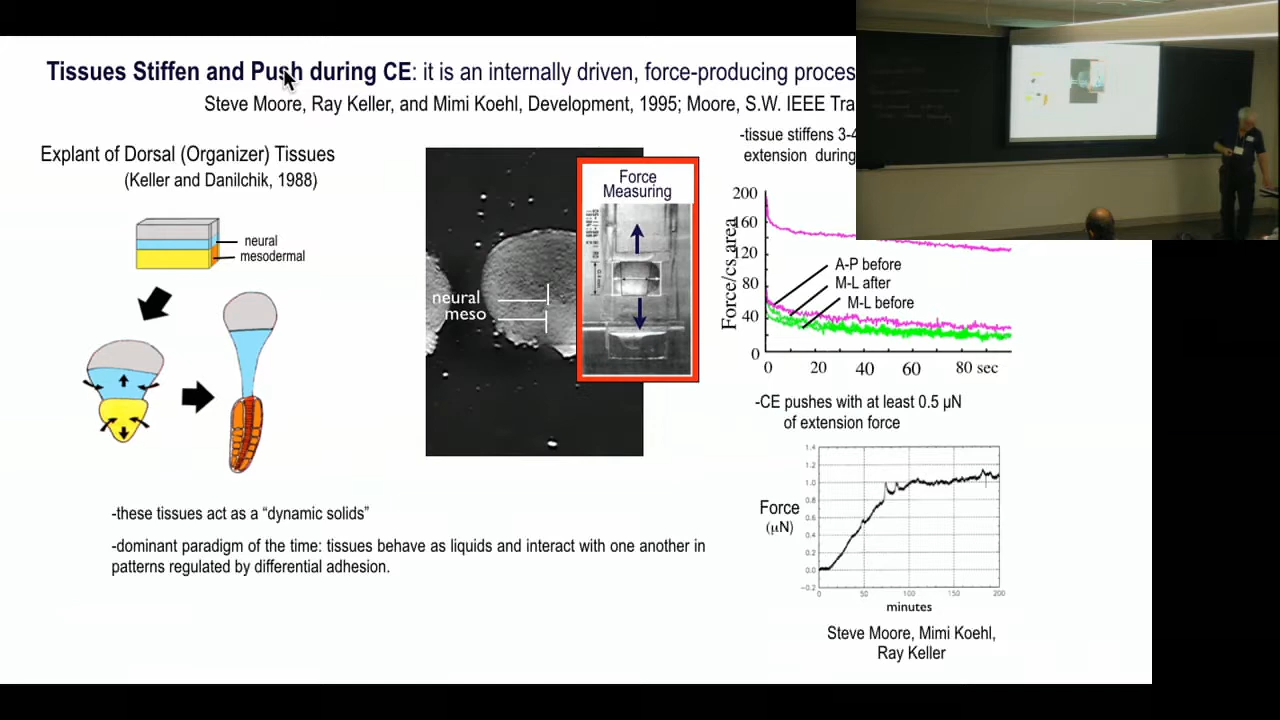 Tissues Stiffen and Push during CE: it is an internally driven, force-producing proces
Steve Moore, Ray Keller, and Mimi Koehl, Development, 1995; Moore, S.W. IEEE Tra
-tissue stiffens 3-4
extension during
Explant of Dorsal (Organizer) Tissues
(Keller and Danilchik, 1988)
neural
mesodermal
neural
meso
Force
Measuring
Force/cs area
200
160
120
80
40
0
A-P before
M-L after
M-L before
0 20 40 60 80 sec
-CE pushes with at least 0.5 µN
of extension force
Force
(µN)
1.4
1.2
1.0
0.8
0.6
0.4
0.2
0.0
-0.2
0 50 100 150 200
minutes
Steve Moore, Mimi Koehl,
Ray Keller
-these tissues act as a “dynamic solids”
-dominant paradigm of the time: tissues behave as liquids and interact with one another in
patterns regulated by differential adhesion.